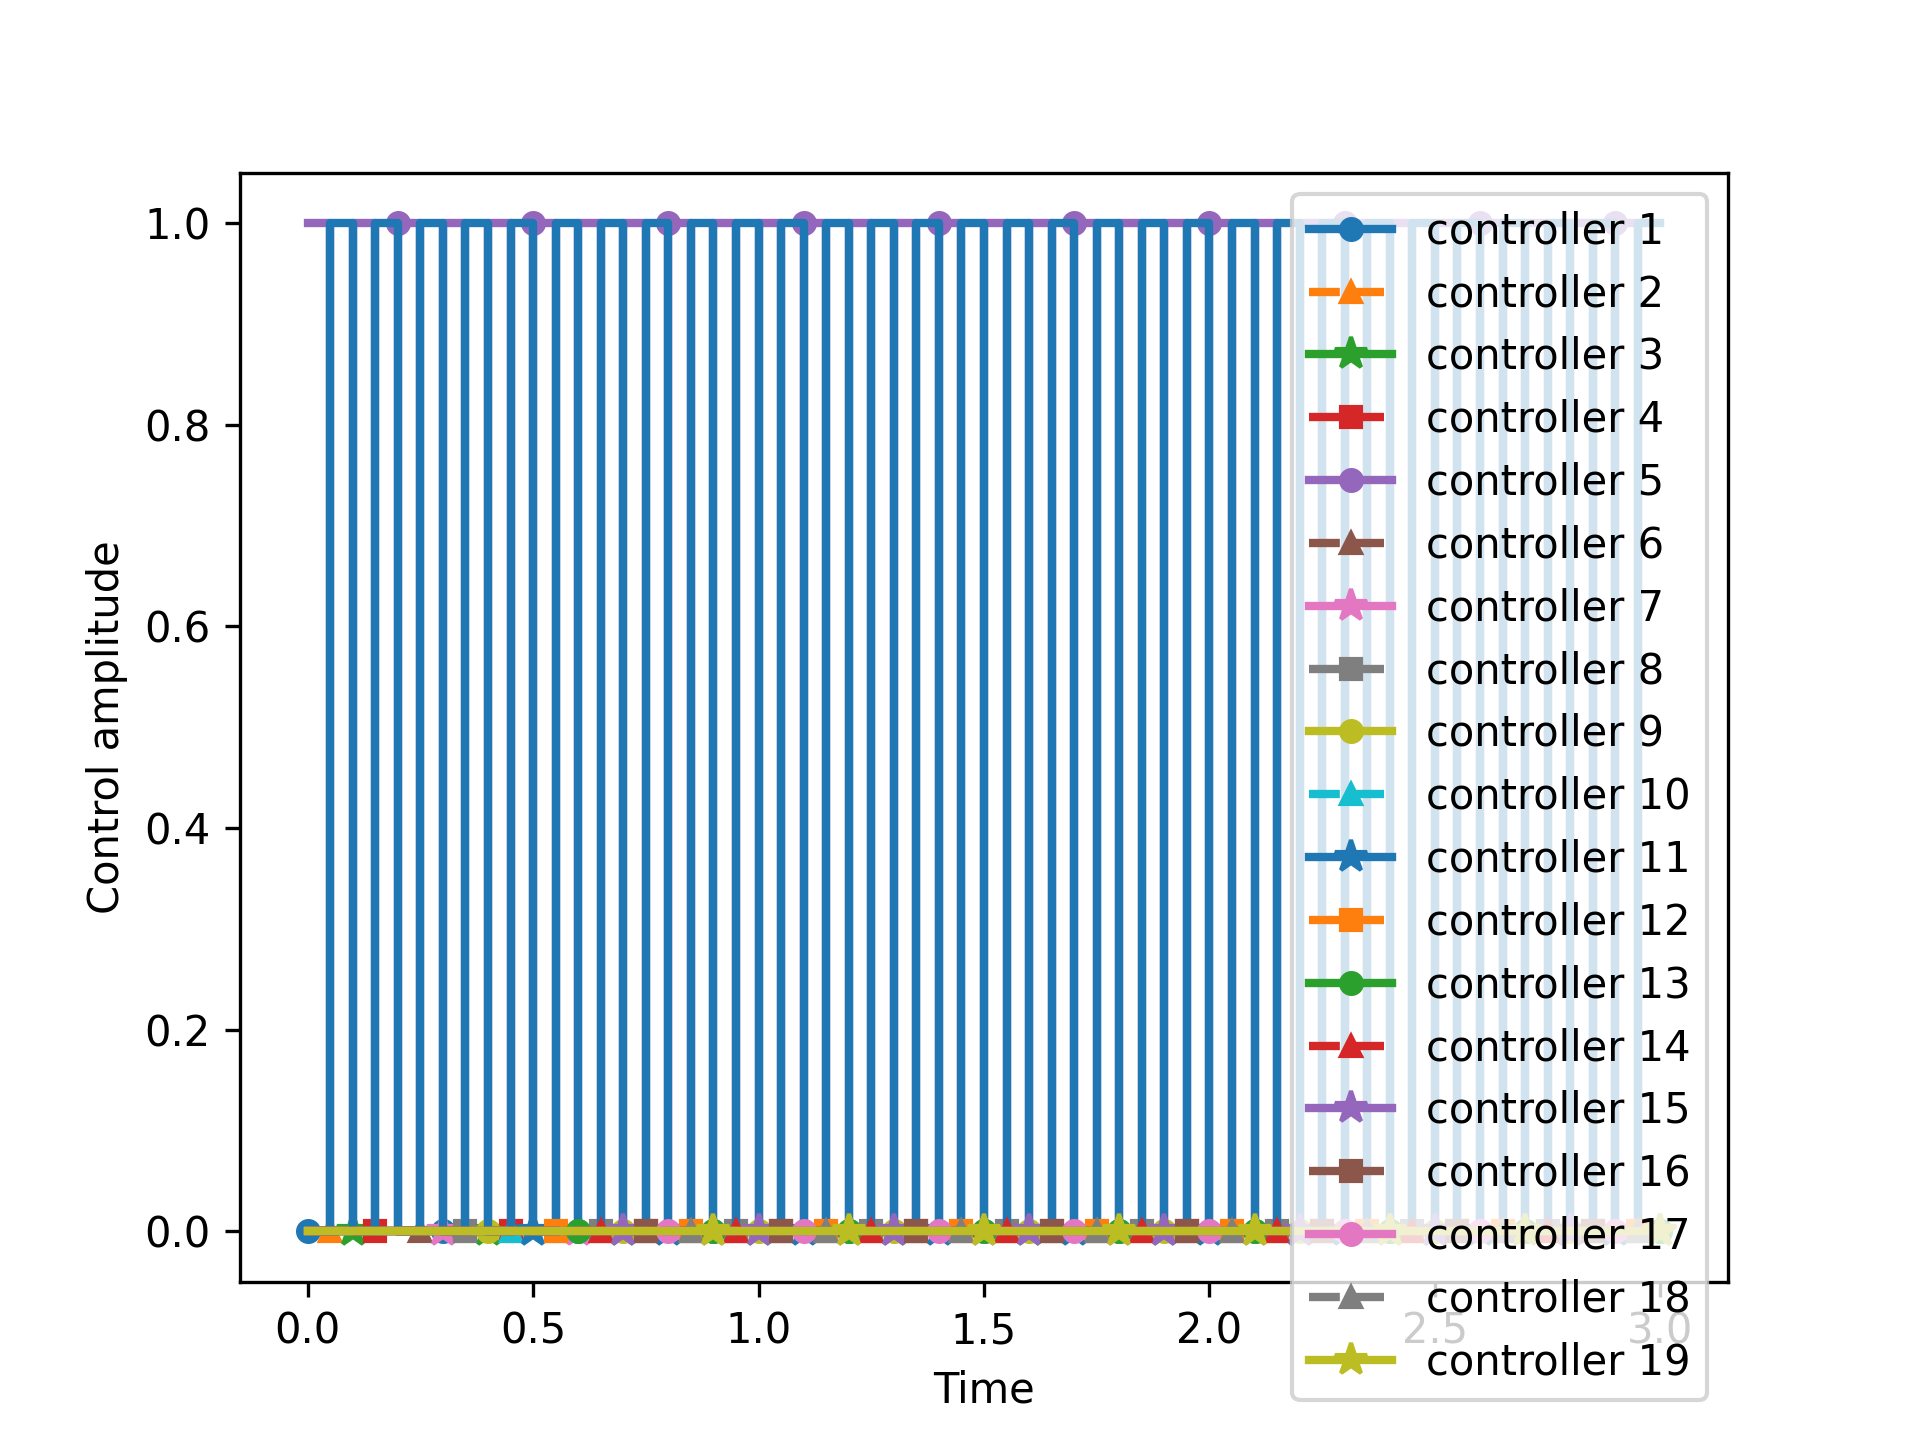 1.0
0.8
0.6
0.4
0.2
0.0
Control amplitude
0.0 0.5 1.0 1.5 2.0 2.5 3.0
Time
controller 1
controller 2
controller 3
controller 4
controller 5
controller 6
controller 7
controller 8
controller 9
controller 10
controller 11
controller 12
controller 13
controller 14
controller 15
controller 16
controller 17
controller 18
controller 19